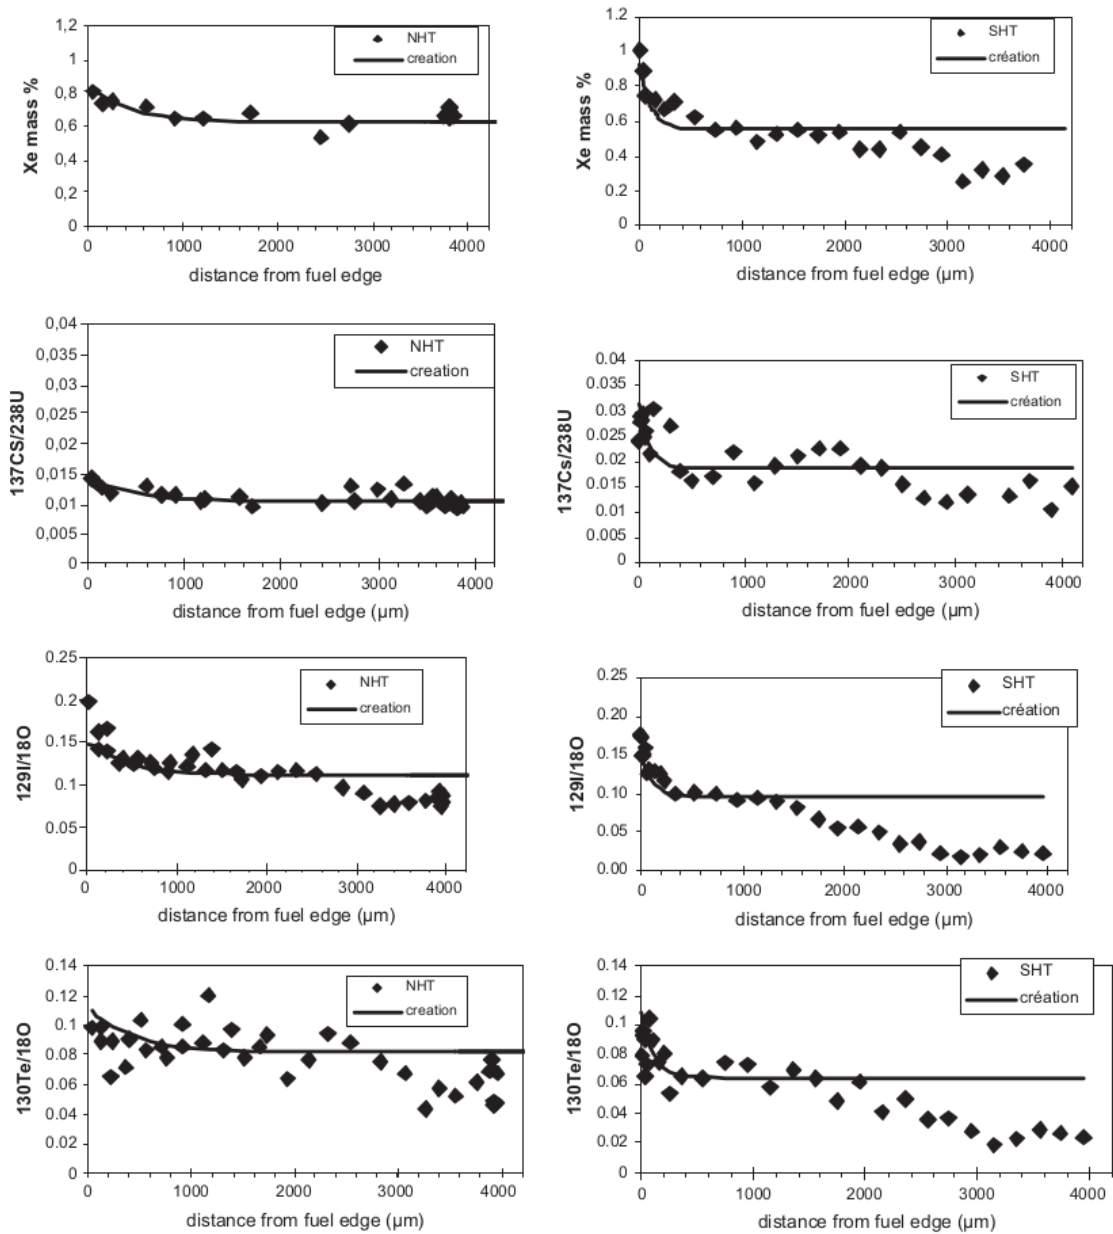 1,2
1
0,8
0,6
0,4
0,2
0
Xe mass %
NHT
creation
0 1000 2000 3000 4000
distance from fuel edge
1.2
1
0.8
0.6
0.4
0.2
0
Xe mass %
SHT
création
0 1000 2000 3000 4000
distance from fuel edge (µm)
0,04
0,035
0,03
0,025
0,02
0,015
0,01
0,005
0
137CS/238U
NHT
creation
0 1000 2000 3000 4000
distance from fuel edge (µm)
0.04
0.035
0.03
0.025
0.02
0.015
0.01
0.005
0
137Cs/238U
SHT
création
0 1000 2000 3000 4000
distance from fuel edge (µm)
0.25
0.2
0.15
0.1
0.05
0
129I/18O
NHT
creation
0 1000 2000 3000 4000
distance from fuel edge (µm)
0.25
0.20
0.15
0.10
0.05
0.00
129I/18O
SHT
création
0 1000 2000 3000 4000
distance from fuel edge (µm)
0.14
0.12
0.1
0.08
0.06
0.04
0.02
0
130Te/18O
NHT
creation
0 1000 2000 3000 4000
distance from fuel edge (µm)
0.14
0.12
0.1
0.08
0.06
0.04
0.02
0
130Te/18O
SHT
création
0 1000 2000 3000 4000
distance from fuel edge (µm)